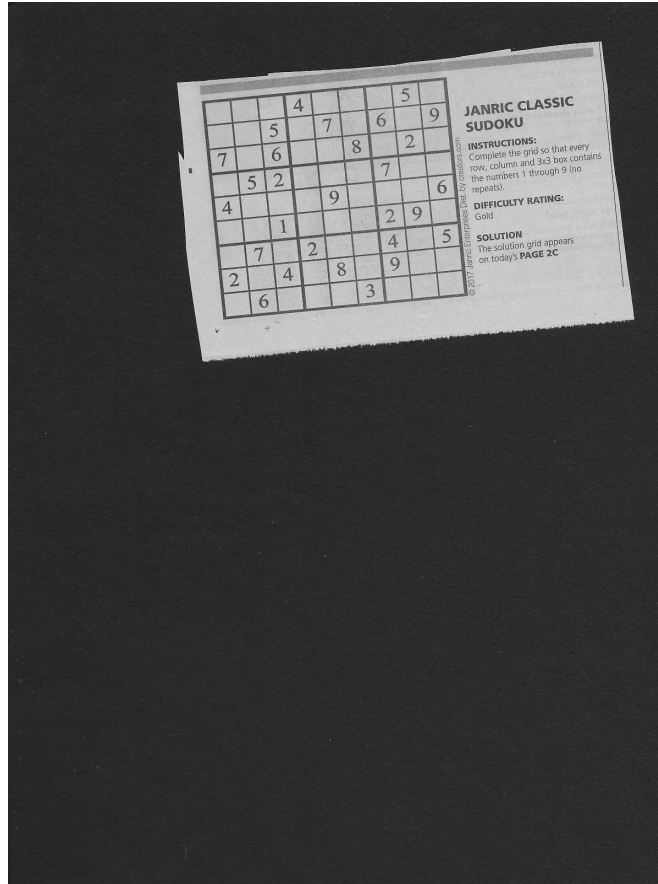 4 5
5 7 6 9
7 6 8 2
5 2 7
4 9 6
1 2 9
7 2 4 5
2 4 8 9
6 3
© 2017 Janric Enterprises Dist. by creators.com
JANRIC CLASSIC
SUDOKU
INSTRUCTIONS:
Complete the grid so that every
row, column and 3x3 box contains
the numbers 1 through 9 (no
repeats).
DIFFICULTY RATING:
Gold
SOLUTION
The solution grid appears
on today's PAGE 2C